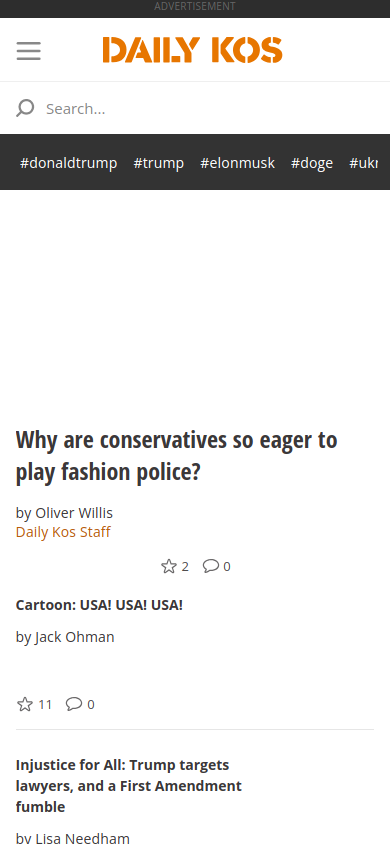 ADVERTISEMENT
DAILY KOS
Search...
#donaldtrump #trump #elonmusk #doge #ukr
Why are conservatives so eager to
play fashion police?
by Oliver Willis
Daily Kos Staff
2 0
Cartoon: USA! USA! USA!
by Jack Ohman
11 0
Injustice for All: Trump targets
lawyers, and a First Amendment
fumble
by Lisa Needham